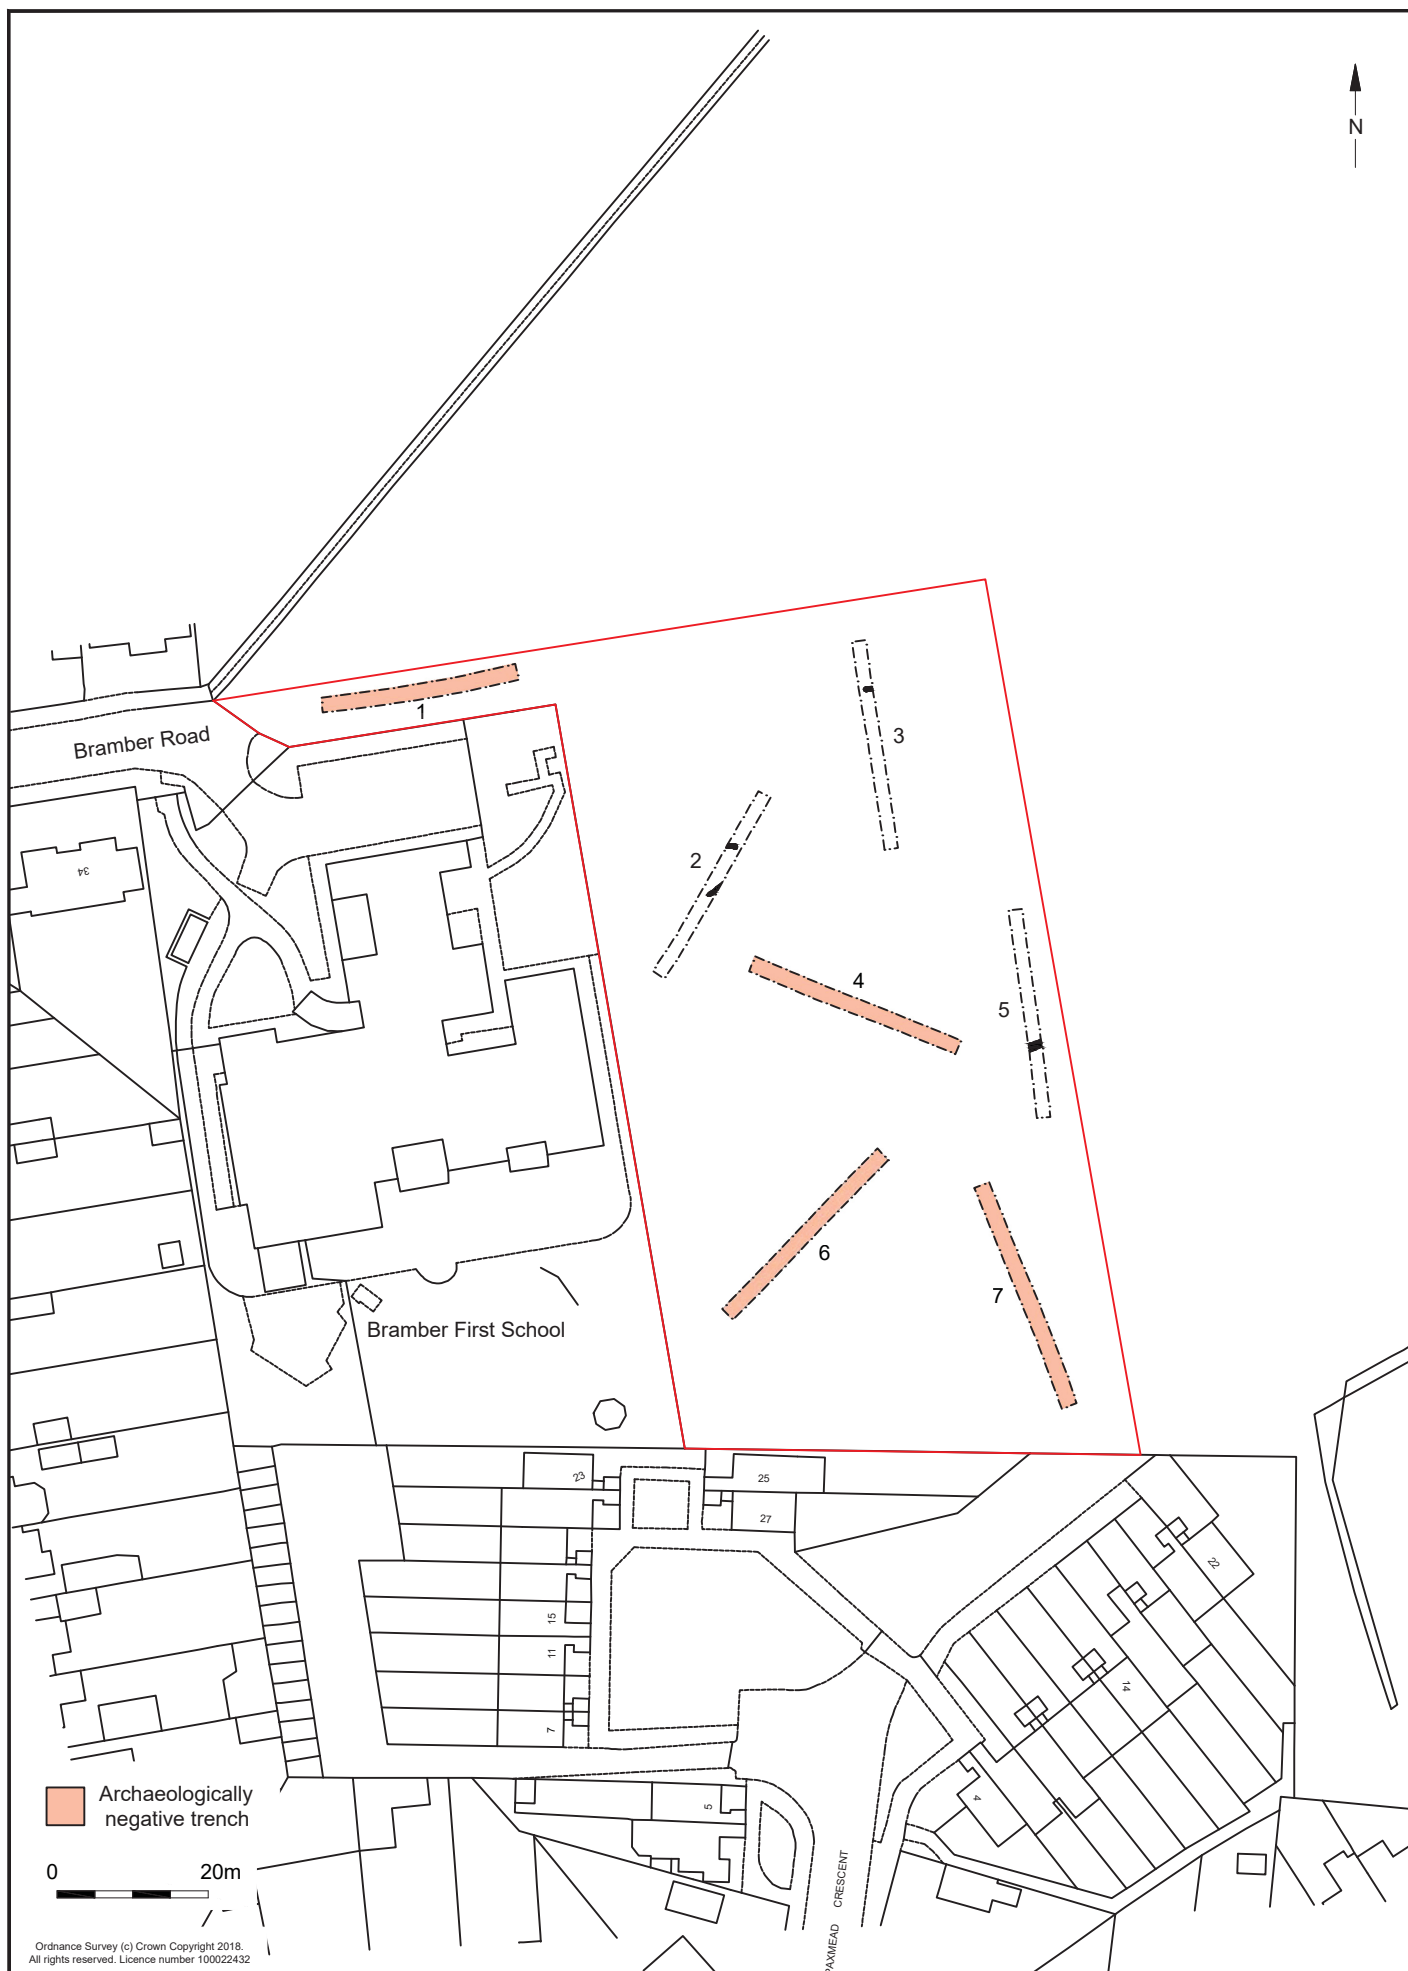 N
1
Bramber Road
3
2
34
4
5
6
7
Bramber First School
23
25
27
22
15
11
14
7
4
5
Archaeologically
negative trench
0 20m
PAXMEAD CRESCENT
Ordnance Survey (c) Crown Copyright 2018.
All rights reserved. Licence number 100022432